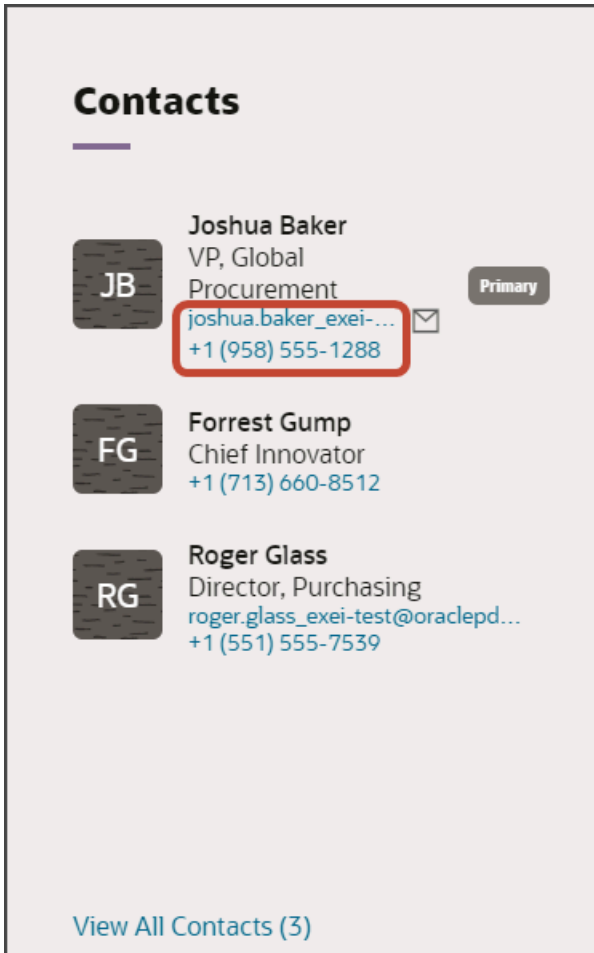 Contacts
JB
Joshua Baker
VP, Global
Procurement
Primary
joshua.baker_exei-...
+1 (958) 555-1288
FG
Forrest Gump
Chief Innovator
+1 (713) 660-8512
RG
Roger Glass
Director, Purchasing
roger.glass_exei-test@oraclepd...
+1 (551) 555-7539
View All Contacts (3)